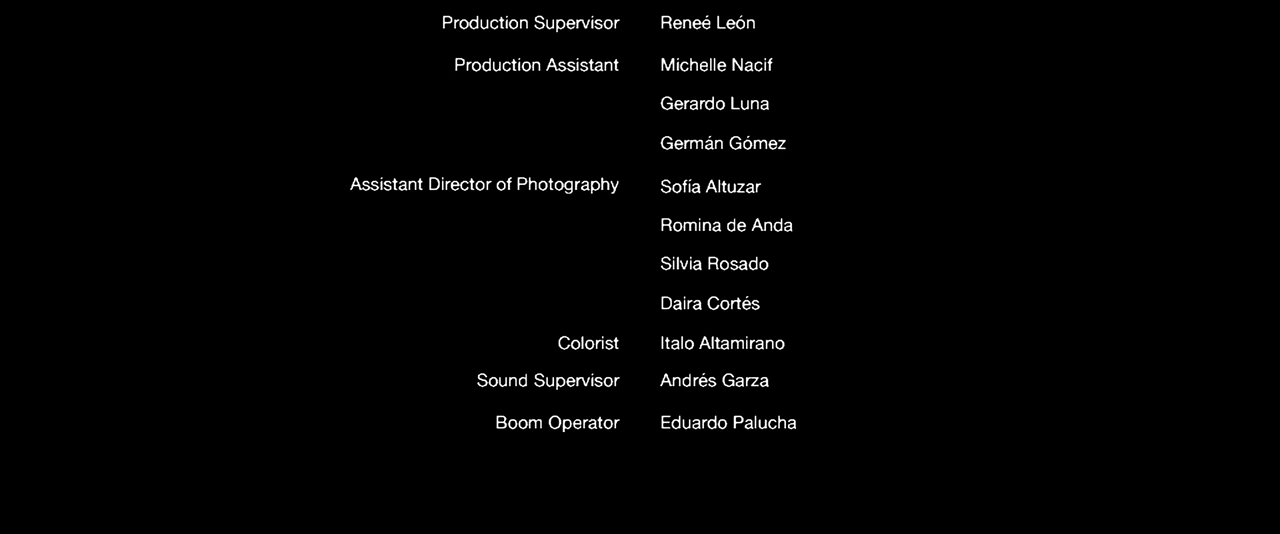 Production Supervisor Reneé León
Production Assistant Michelle Nacif
Gerardo Luna
Germán Gómez
Assistant Director of Photography Sofía Altuzar
Romina de Anda
Silvia Rosado
Daira Cortés
Colorist Italo Altamirano
Sound Supervisor Andrés Garza
Boom Operator Eduardo Palucha